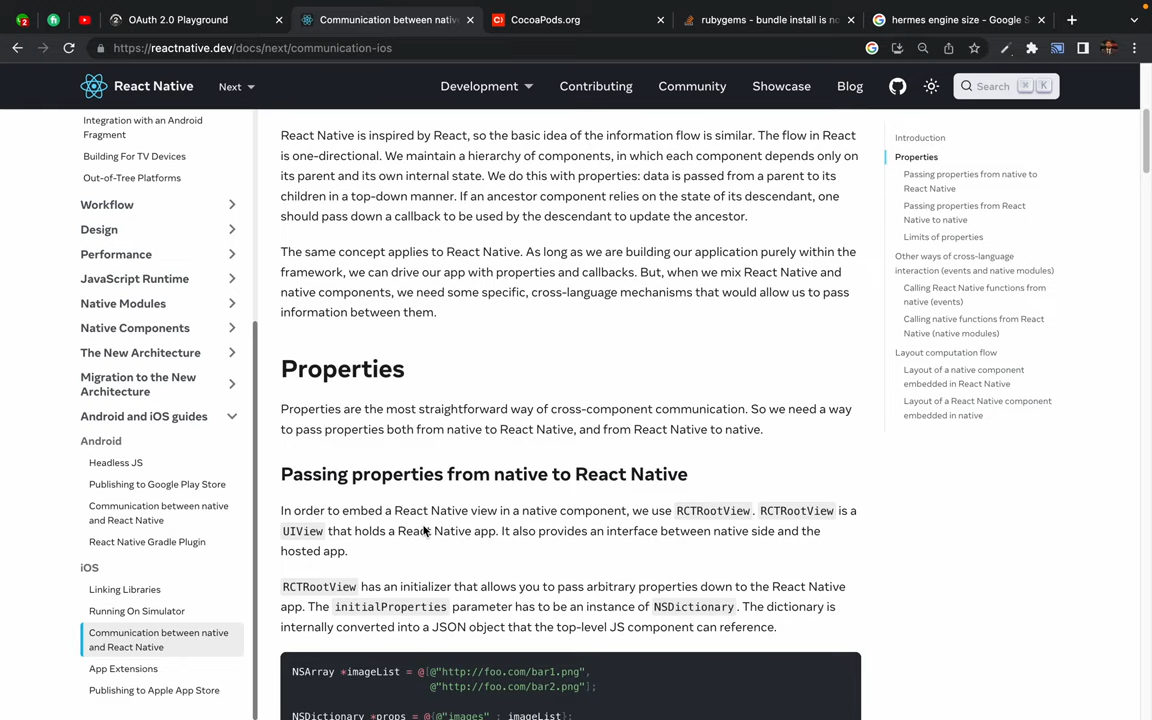 OAuth 2.0 Playground
Communication between nativ
CocoaPods.org
rubygems - bundle install is no
hermes engine size - Google S
https://reactnative.dev/docs/next/communication-ios
React Native
Next
Development
Contributing
Community
Showcase
Blog
Search
K
Integration with an Android
Fragment
Building For TV Devices
Out-of-Tree Platforms
Workflow
Design
Performance
JavaScript Runtime
Native Modules
Native Components
The New Architecture
Migration to the New
Architecture
Android and iOS guides
Android
Headless JS
Publishing to Google Play Store
Communication between native
and React Native
React Native Gradle Plugin
iOS
Linking Libraries
Running On Simulator
Communication between native
and React Native
App Extensions
Publishing to Apple App Store
React Native is inspired by React, so the basic idea of the information flow is similar. The flow in React
is one-directional. We maintain a hierarchy of components, in which each component depends only on
its parent and its own internal state. We do this with properties: data is passed from a parent to its
children in a top-down manner. If an ancestor component relies on the state of its descendant, one
should pass down a callback to be used by the descendant to update the ancestor.
The same concept applies to React Native. As long as we are building our application purely within the
framework, we can drive our app with properties and callbacks. But, when we mix React Native and
native components, we need some specific, cross-language mechanisms that would allow us to pass
information between them.
Properties
Properties are the most straightforward way of cross-component communication. So we need a way
to pass properties both from native to React Native, and from React Native to native.
Passing properties from native to React Native
In order to embed a React Native view in a native component, we use RCTRootView. RCTRootView is a
UIView that holds a React Native app. It also provides an interface between native side and the
hosted app.
RCTRootView has an initializer that allows you to pass arbitrary properties down to the React Native
app. The initialProperties parameter has to be an instance of NSDictionary. The dictionary is
internally converted into a JSON object that the top-level JS component can reference.
NSArray *imageList = @[@"http://foo.com/bar1.png",
@"http://foo.com/bar2.png"];
NSDictionary *props = @{@"images" : imageList};
Introduction
Properties
Passing properties from native to
React Native
Passing properties from React
Native to native
Limits of properties
Other ways of cross-language
interaction (events and native modules)
Calling React Native functions from
native (events)
Calling native functions from React
Native (native modules)
Layout computation flow
Layout of a native component
embedded in React Native
Layout of a React Native component
embedded in native